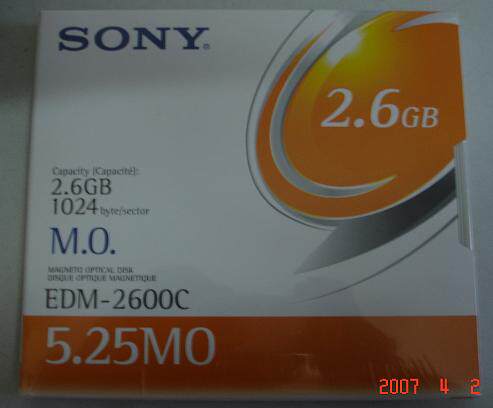 SONY®
2.6GB
Capacity [Capacité]:
2.6GB
1024 byte/sector
M.O.
MAGNETO OPTICAL DISK
DISQUE OPTIQUE MAGNETIQUE
EDM-2600C
5.25MO
2007 4 2